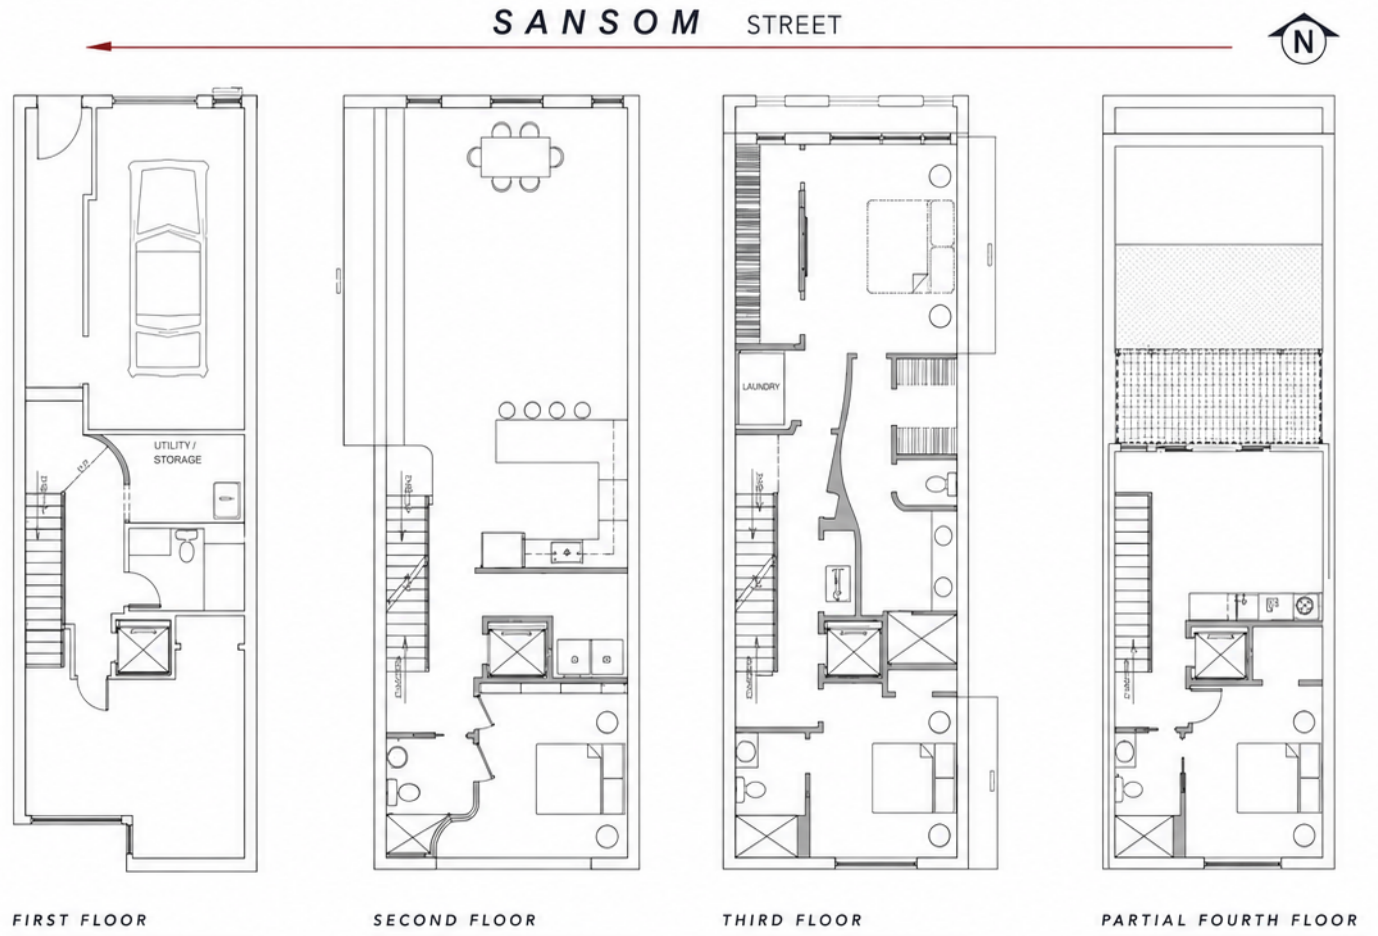 SANSOM STREET
N
UTILITY /
STORAGE
LAUNDRY
FIRST FLOOR
SECOND FLOOR
THIRD FLOOR
PARTIAL FOURTH FLOOR